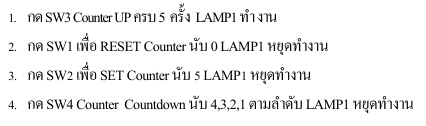 1. กด SW3 Counter UP ครบ 5 ครั้ง LAMP1 ทำงาน
2. กด SW1 เพื่อ RESET Counter นับ 0 LAMP1 หยุดทำงาน
3. กด SW2 เพื่อ SET Counter นับ 5 LAMP1 หยุดทำงาน
4. กด SW4 Counter Countdown นับ 4,3,2,1 ตามลำดับ LAMP1 หยุดทำงาน